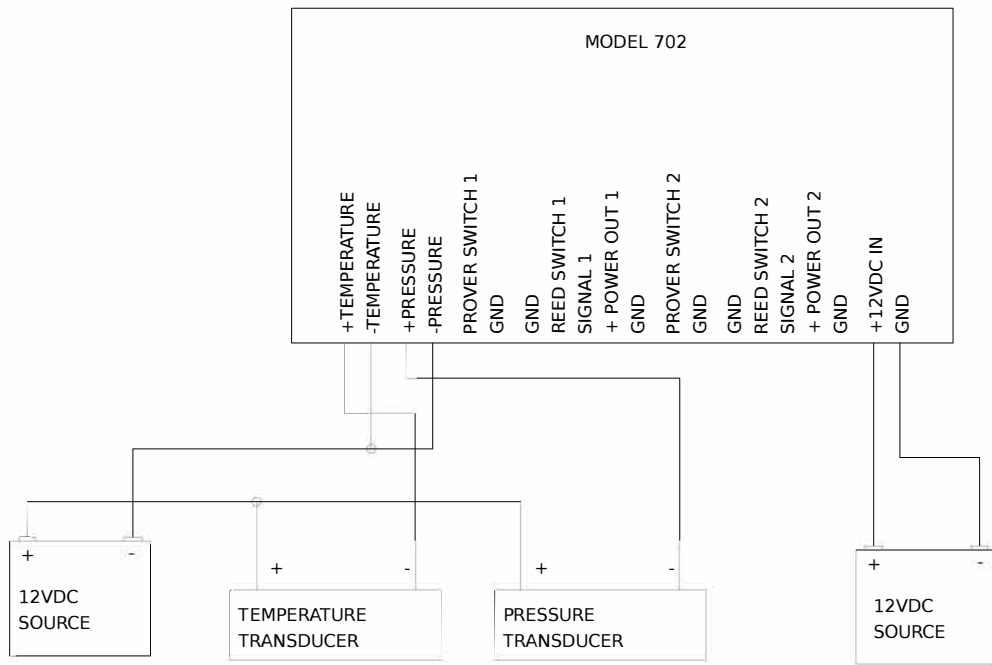 MODEL 702
+TEMPERATURE
-TEMPERATURE
+PRESSURE
-PRESSURE
PROVER SWITCH 1
GND
GND
REED SWITCH 1
SIGNAL 1
+ POWER OUT 1
GND
PROVER SWITCH 2
GND
GND
REED SWITCH 2
SIGNAL 2
+ POWER OUT 2
GND
+12VDC IN
GND
+ -
12VDC
SOURCE
+ -
TEMPERATURE
TRANSDUCER
+ -
PRESSURE
TRANSDUCER
+ -
12VDC
SOURCE